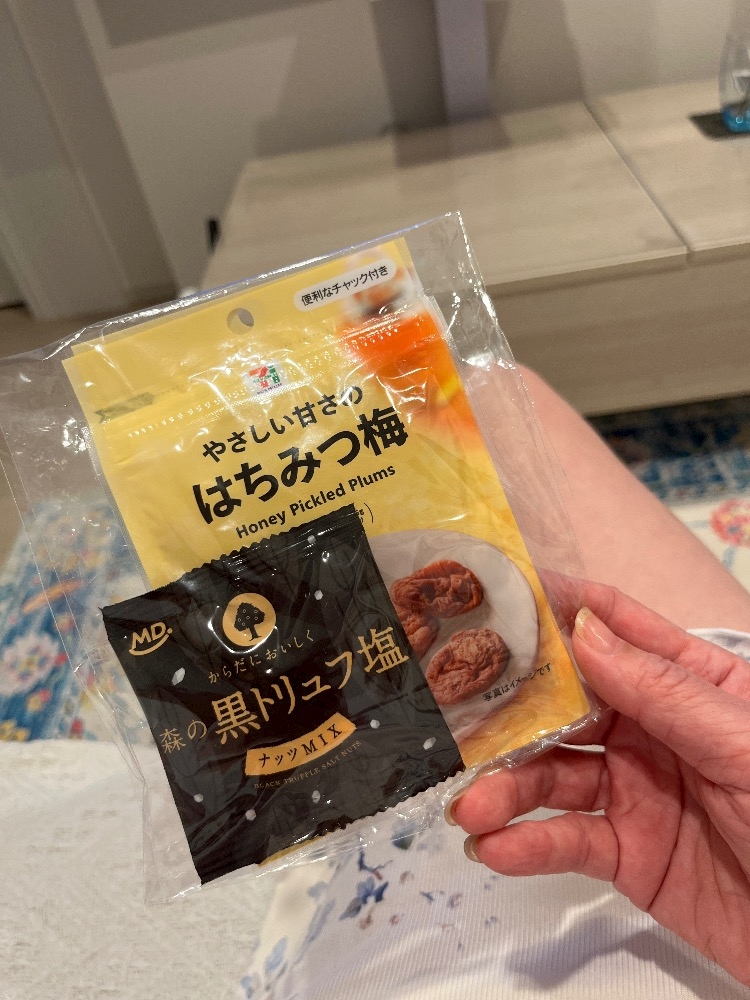 便利なチャック付き
やさしい甘さの
はちみつ梅
Honey Pickled Plums
写真はイメージです
MD.
からだにおいしく
森の黒トリュフ塩
ナッツMIX
BLACK TRUFFLE SALT NUTS